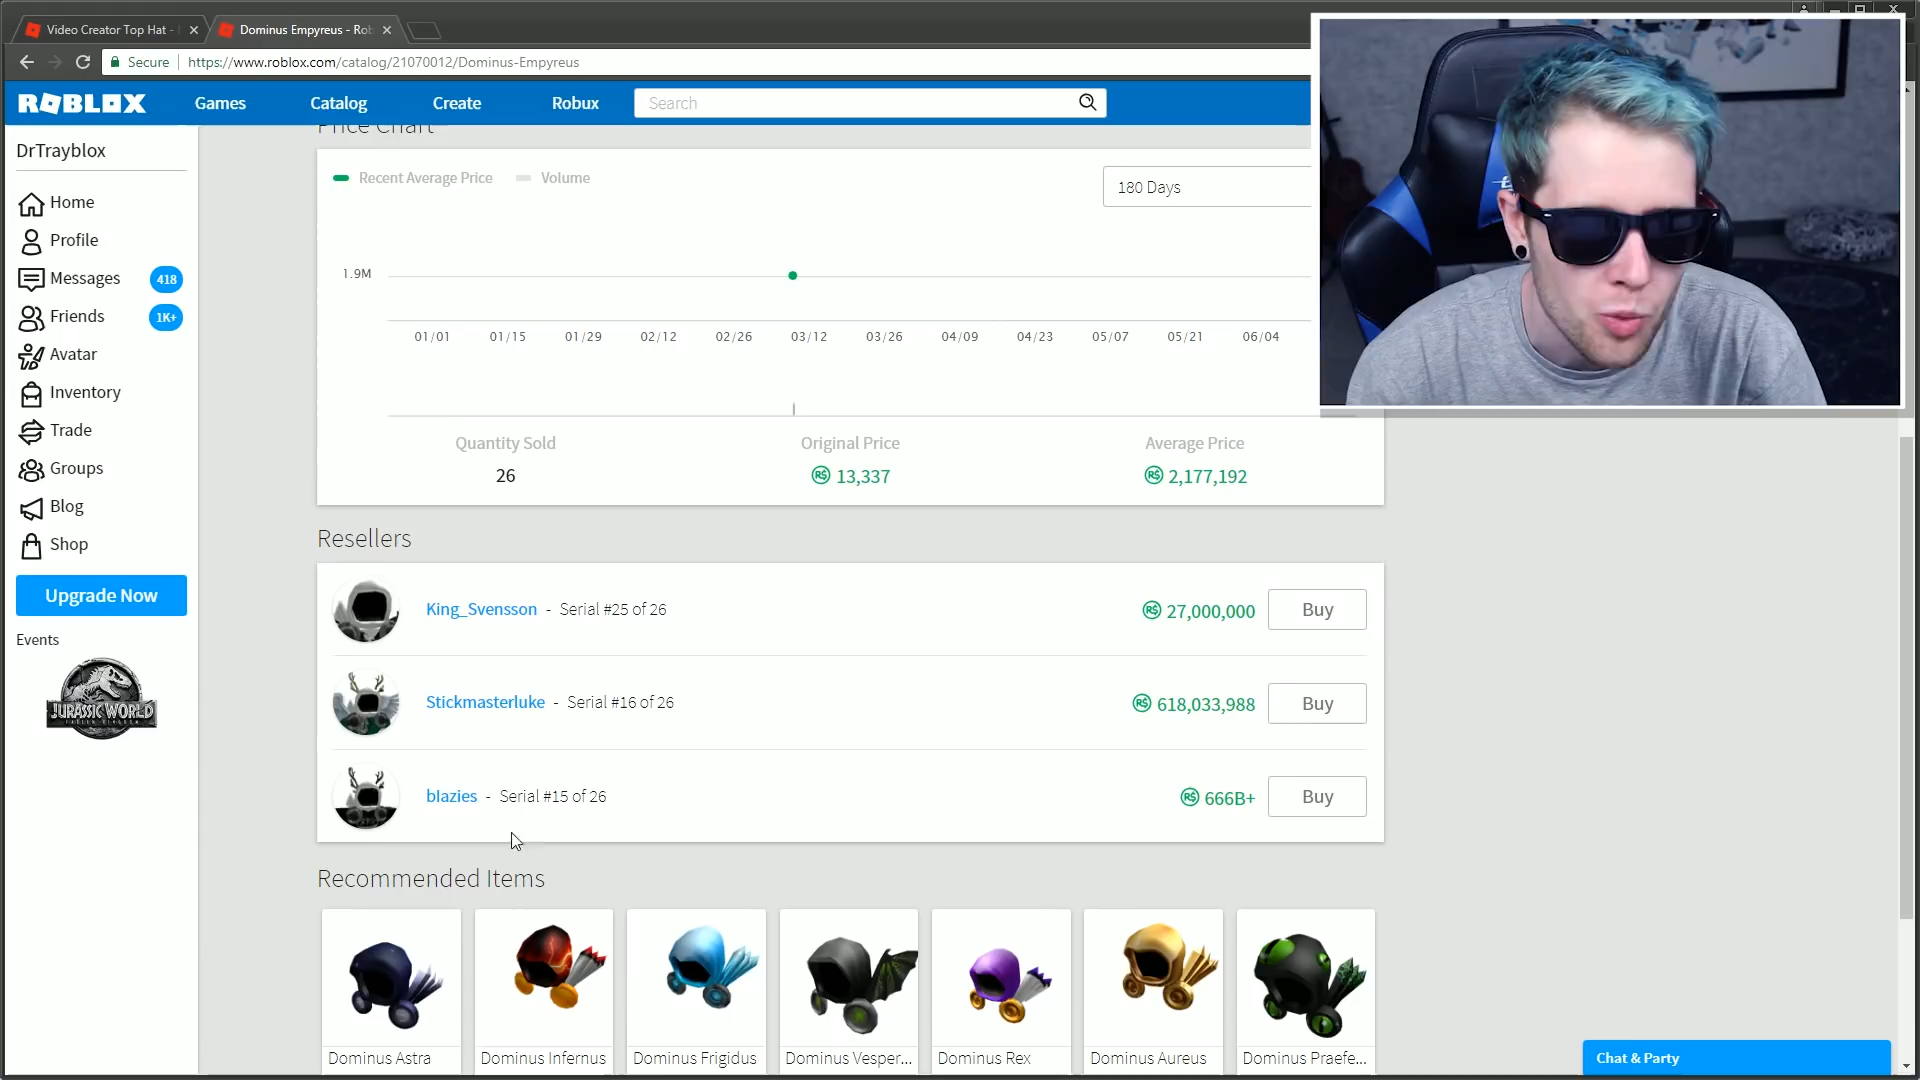 Video Creator Top Hat -
Dominus Empyreus - Rob
Secure
https://www.roblox.com/catalog/21070012/Dominus-Empyreus
ROBLOX
Games
Catalog
Create
Robux
Search
DrTrayblox
Home
Profile
Messages 418
Friends 1K+
Avatar
Inventory
Trade
Groups
Blog
Shop
Upgrade Now
Events
JURASSIC WORLD
FALLEN KINGDOM
Price Chart
Recent Average Price
Volume
180 Days
1.9M
01/01 01/15 01/29 02/12 02/26 03/12 03/26 04/09 04/23 05/07 05/21 06/04
Quantity Sold
26
Original Price
R$ 13,337
Average Price
R$ 2,177,192
Resellers
King_Svensson - Serial #25 of 26
R$ 27,000,000
Buy
Stickmasterluke - Serial #16 of 26
R$ 618,033,988
Buy
blazies - Serial #15 of 26
R$ 666B+
Buy
Recommended Items
Dominus Astra
Dominus Infernus
Dominus Frigidus
Dominus Vesper...
Dominus Rex
Dominus Aureus
Dominus Praefe...
Chat & Party